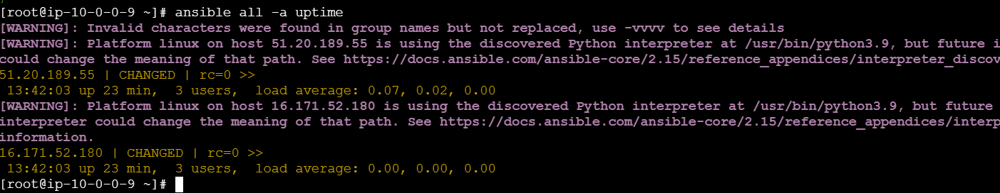 [root@ip-10-0-0-9 ~]# ansible all -a uptime
[WARNING]: Invalid characters were found in group names but not replaced, use -vvvv to see details
[WARNING]: Platform linux on host 51.20.189.55 is using the discovered Python interpreter at /usr/bin/python3.9, but future i
could change the meaning of that path. See https://docs.ansible.com/ansible-core/2.15/reference_appendices/interpreter_discov
51.20.189.55 | CHANGED | rc=0 >>
 13:42:03 up 23 min,  3 users,  load average: 0.07, 0.02, 0.00
[WARNING]: Platform linux on host 16.171.52.180 is using the discovered Python interpreter at /usr/bin/python3.9, but future
interpreter could change the meaning of that path. See https://docs.ansible.com/ansible-core/2.15/reference_appendices/interp
information.
16.171.52.180 | CHANGED | rc=0 >>
 13:42:03 up 23 min,  3 users,  load average: 0.00, 0.00, 0.00
[root@ip-10-0-0-9 ~]#